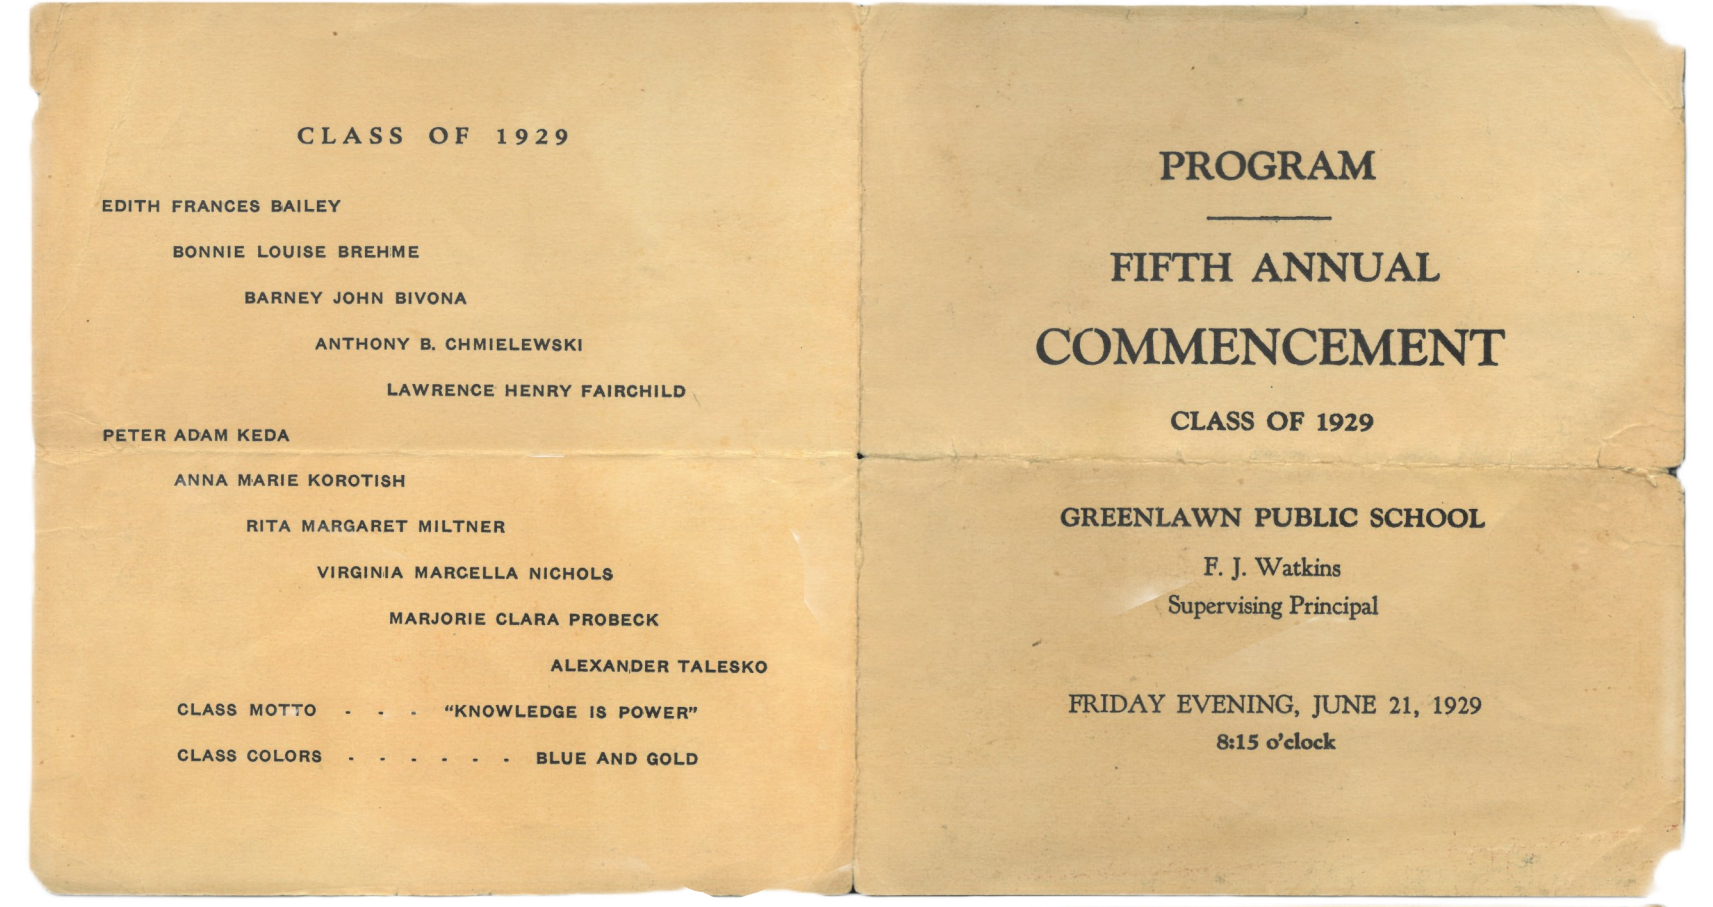 CLASS OF 1929
EDITH FRANCES BAILEY
BONNIE LOUISE BREHME
BARNEY JOHN BIVONA
ANTHONY B. CHMIELEWSKI
LAWRENCE HENRY FAIRCHILD
PETER ADAM KEDA
ANNA MARIE KOROTISH
RITA MARGARET MILTNER
VIRGINIA MARCELLA NICHOLS
MARJORIE CLARA PROBECK
ALEXANDER TALESKO
CLASS MOTTO - - - “KNOWLEDGE IS POWER”
CLASS COLORS - - - - - - BLUE AND GOLD
PROGRAM
FIFTH ANNUAL
COMMENCEMENT
CLASS OF 1929
GREENLAWN PUBLIC SCHOOL
F. J. Watkins
Supervising Principal
FRIDAY EVENING, JUNE 21, 1929
8:15 o’clock